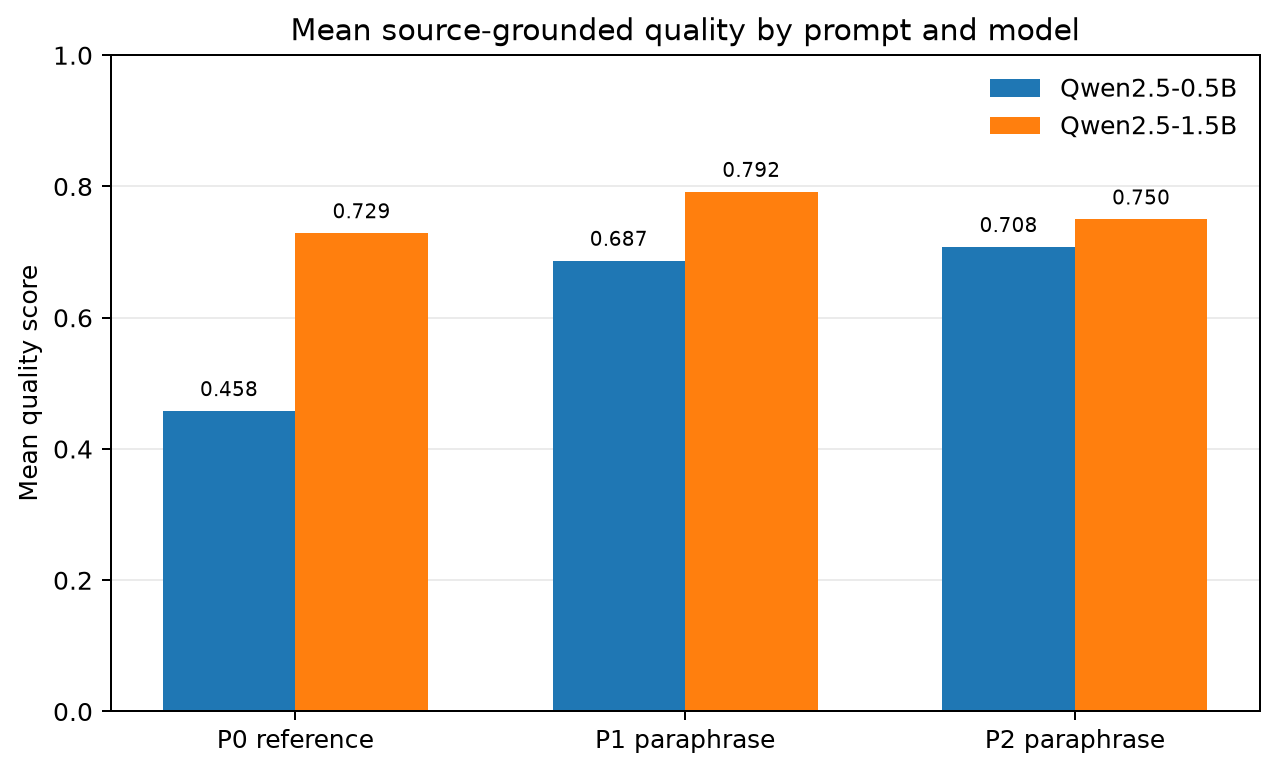 Mean source-grounded quality by prompt and model
Qwen2.5-0.5B
Qwen2.5-1.5B
Mean quality score
1.0
0.8
0.6
0.4
0.2
0.0
0.458
0.729
0.687
0.792
0.708
0.750
P0 reference
P1 paraphrase
P2 paraphrase